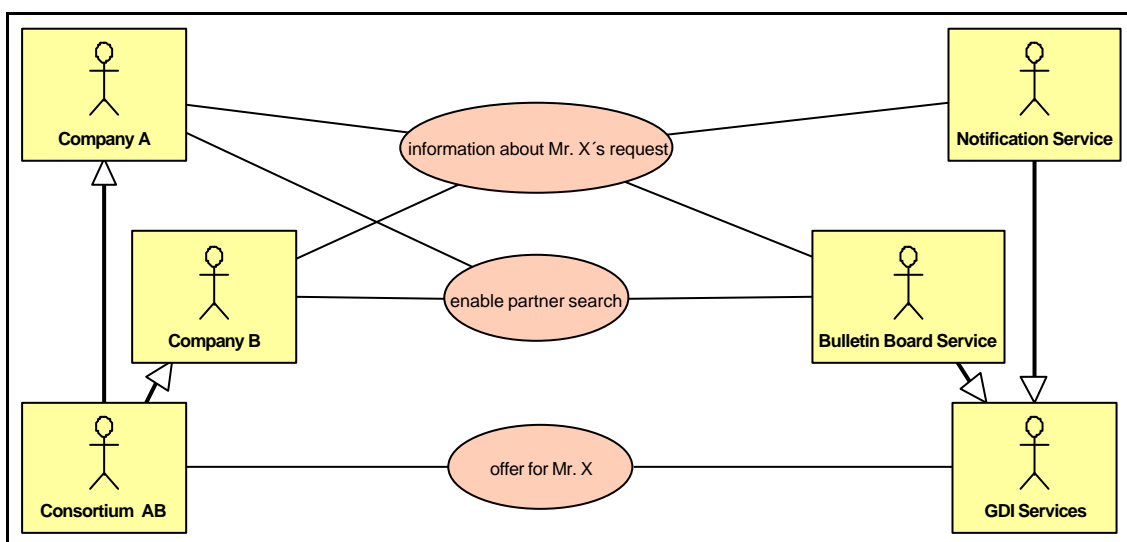 Company A
Notification Service
information about Mr. X´s request
Company B
enable partner search
Bulletin Board Service
Consortium AB
offer for Mr. X
GDI Services